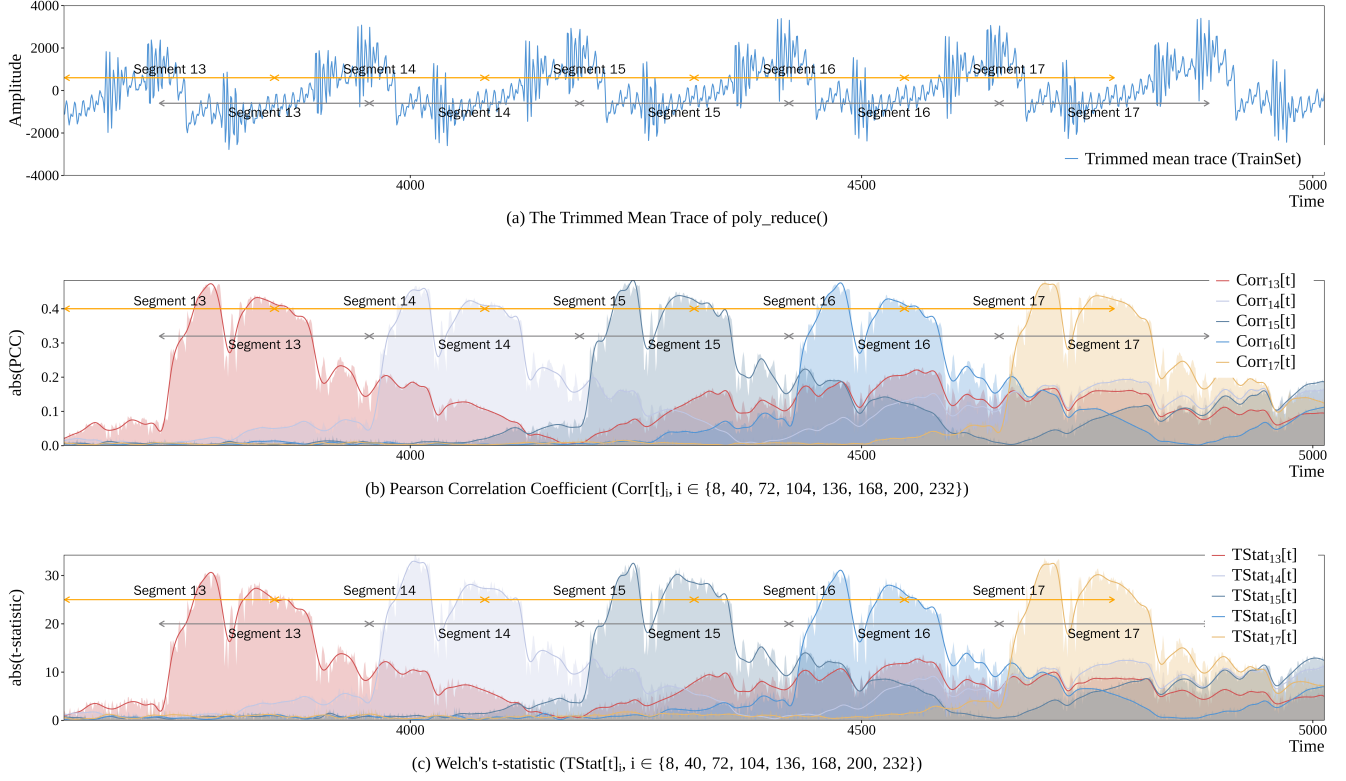 4000
2000
0
-2000
-4000
Amplitude
Segment 13 Segment 14 Segment 15 Segment 16 Segment 17
Segment 13 Segment 14 Segment 15 Segment 16 Segment 17
Trimmed mean trace (TrainSet)
4000 4500 5000
Time
(a) The Trimmed Mean Trace of poly_reduce()
0.4
0.3
0.2
0.1
0.0
abs(PCC)
Segment 13 Segment 14 Segment 15 Segment 16 Segment 17
Segment 13 Segment 14 Segment 15 Segment 16 Segment 17
Corr₁₃[t]
Corr₁₄[t]
Corr₁₅[t]
Corr₁₆[t]
Corr₁₇[t]
4000 4500 5000
Time
(b) Pearson Correlation Coefficient (Corr[t]ᵢ, i ∈ {8, 40, 72, 104, 136, 168, 200, 232})
30
20
10
0
abs(t-statistic)
Segment 13 Segment 14 Segment 15 Segment 16 Segment 17
Segment 13 Segment 14 Segment 15 Segment 16 Segment 17
TStat₁₃[t]
TStat₁₄[t]
TStat₁₅[t]
TStat₁₆[t]
TStat₁₇[t]
4000 4500 5000
Time
(c) Welch's t-statistic (TStat[t]ᵢ, i ∈ {8, 40, 72, 104, 136, 168, 200, 232})